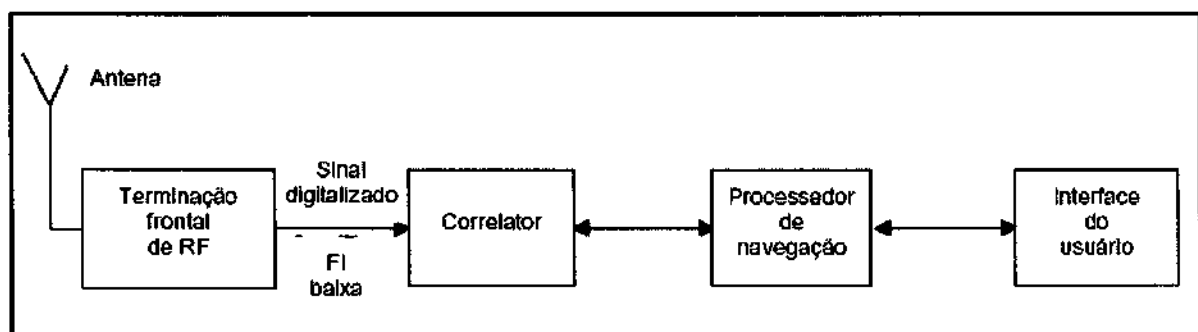 Antena
Terminação
frontal
de RF
Sinal
digitalizado
FI
baixa
Correlator
Processador
de
navegação
Interface
do
usuário